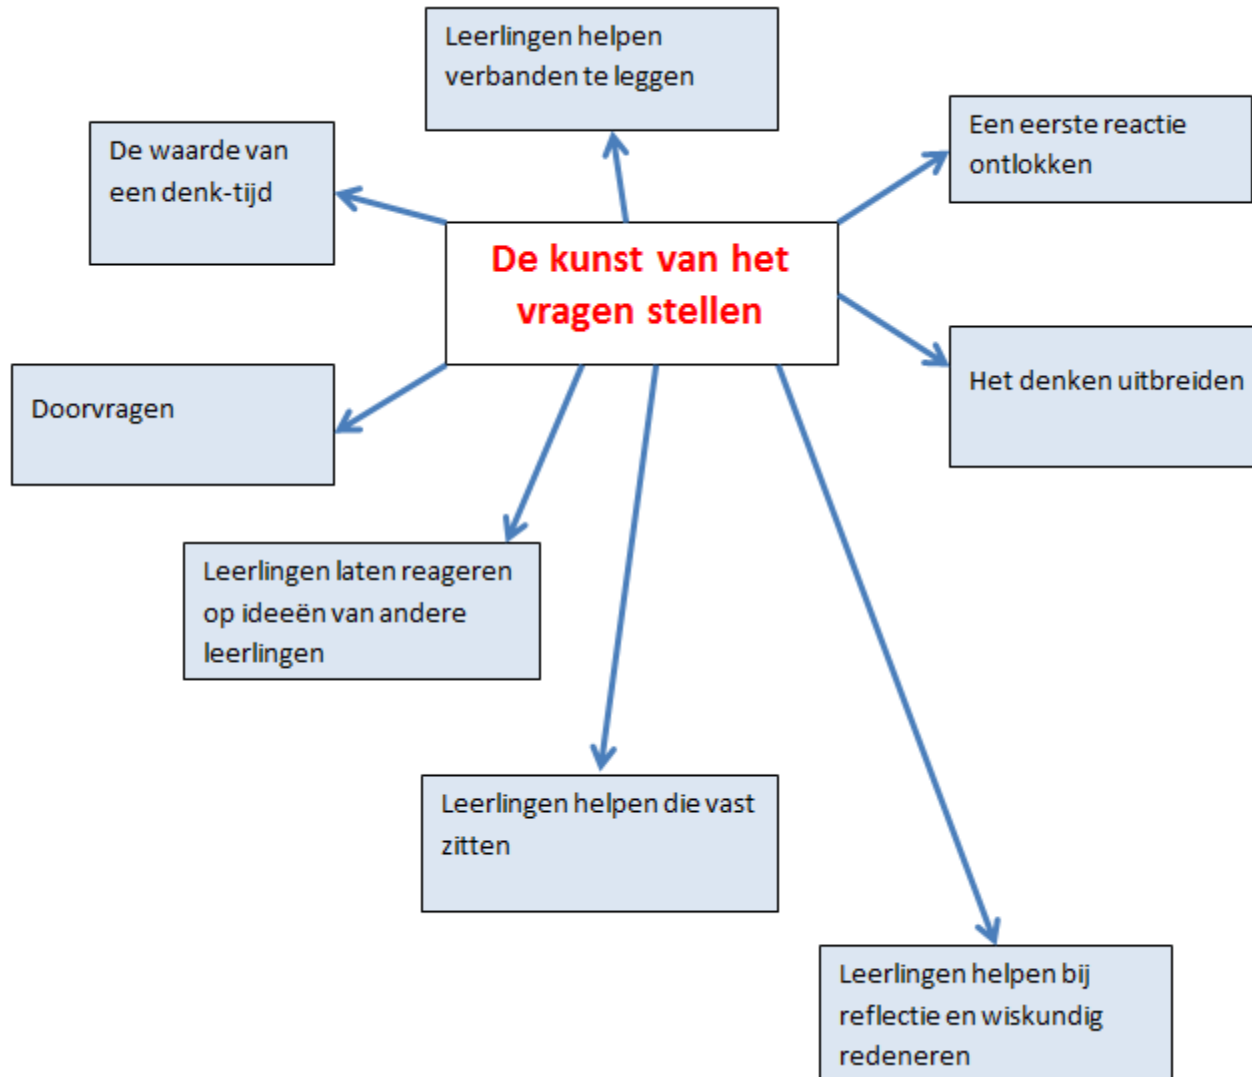 Leerlingen helpen
verbanden te leggen
Een eerste reactie
ontlokken
De waarde van
een denk-tijd
De kunst van het
vragen stellen
Het denken uitbreiden
Doorvragen
Leerlingen laten reageren
op ideeën van andere
leerlingen
Leerlingen helpen die vast
zitten
Leerlingen helpen bij
reflectie en wiskundig
redeneren